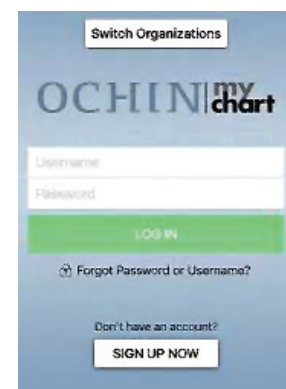 Switch Organizations
OCHIN my chart
Username
Password
LOG IN
Forgot Password or Username?
Don't have an account?
SIGN UP NOW